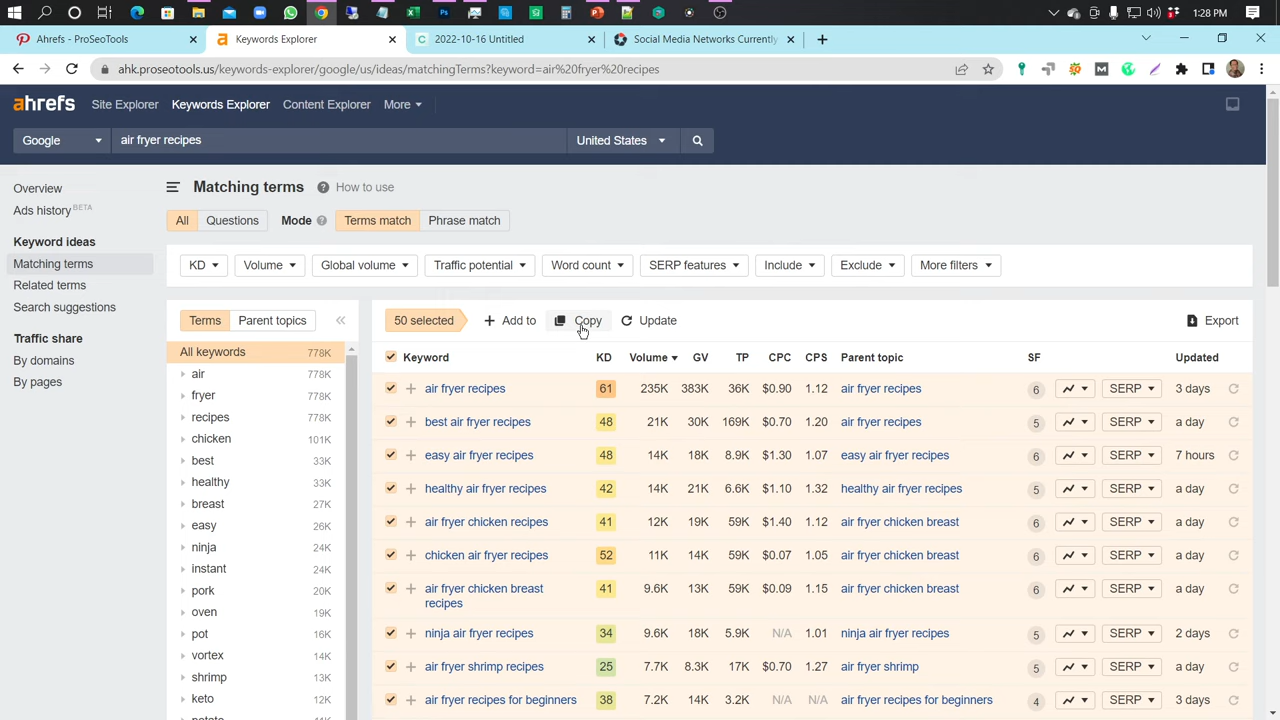 1:28 PM
Ahrefs - ProSeoTools
Keywords Explorer
2022-10-16 Untitled
Social Media Networks Currently
ahk.proseotools.us/keywords-explorer/google/us/ideas/matchingTerms?keyword=air%20fryer%20recipes
ahrefs
Site Explorer
Keywords Explorer
Content Explorer
More
Google
air fryer recipes
United States
Overview
Ads history BETA
Keyword ideas
Matching terms
Related terms
Search suggestions
Traffic share
By domains
By pages
Matching terms
? How to use
All
Questions
Mode ?
Terms match
Phrase match
KD
Volume
Global volume
Traffic potential
Word count
SERP features
Include
Exclude
More filters
Terms
Parent topics
All keywords 778K
air 778K
fryer 778K
recipes 778K
chicken 101K
best 33K
healthy 33K
breast 27K
easy 26K
ninja 24K
instant 24K
pork 20K
oven 19K
pot 16K
vortex 14K
shrimp 14K
keto 14K
50 selected
+ Add to
Copy
Update
Export
Keyword KD Volume GV TP CPC CPS Parent topic SF Updated
air fryer recipes 61 235K 383K 36K $0.90 1.12 air fryer recipes 6 SERP 3 days
best air fryer recipes 48 21K 30K 169K $0.70 1.20 air fryer recipes 5 SERP a day
easy air fryer recipes 48 14K 18K 8.9K $1.30 1.07 easy air fryer recipes 6 SERP 7 hours
healthy air fryer recipes 42 14K 21K 6.6K $1.10 1.32 healthy air fryer recipes 5 SERP a day
air fryer chicken recipes 41 12K 19K 59K $1.40 1.12 air fryer chicken breast 6 SERP a day
chicken air fryer recipes 52 11K 14K 59K $0.07 1.05 air fryer chicken breast 6 SERP a day
air fryer chicken breast 41 9.6K 13K 59K $0.09 1.15 air fryer chicken breast 6 SERP a day
recipes
ninja air fryer recipes 34 9.6K 18K 5.9K N/A 1.01 ninja air fryer recipes 5 SERP 2 days
air fryer shrimp recipes 25 7.7K 8.3K 17K $0.70 1.27 air fryer shrimp 5 SERP a day
air fryer recipes for beginners 38 7.2K 14K 3.2K N/A N/A air fryer recipes for beginners 4 SERP 3 days